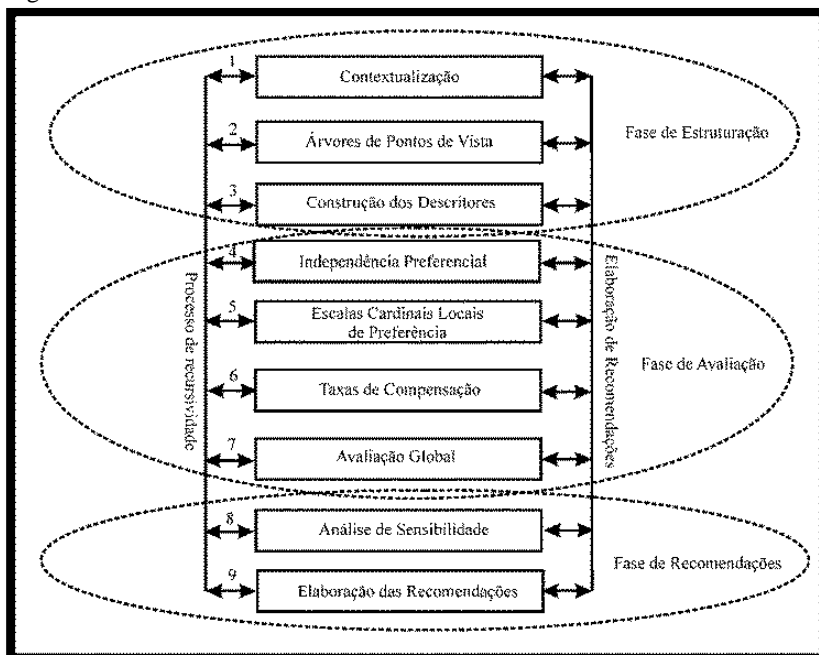 1
Contextualização
2
Árvores de Pontos de Vista
Fase de Estruturação
3
Construção dos Descritores
4
Independência Preferencial
Processo de recursividade
Elaboração de Recomendações
5
Escalas Cardinais Locais
de Preferência
Fase de Avaliação
6
Taxas de Compensação
7
Avaliação Global
8
Análise de Sensibilidade
Fase de Recomendações
9
Elaboração das Recomendações